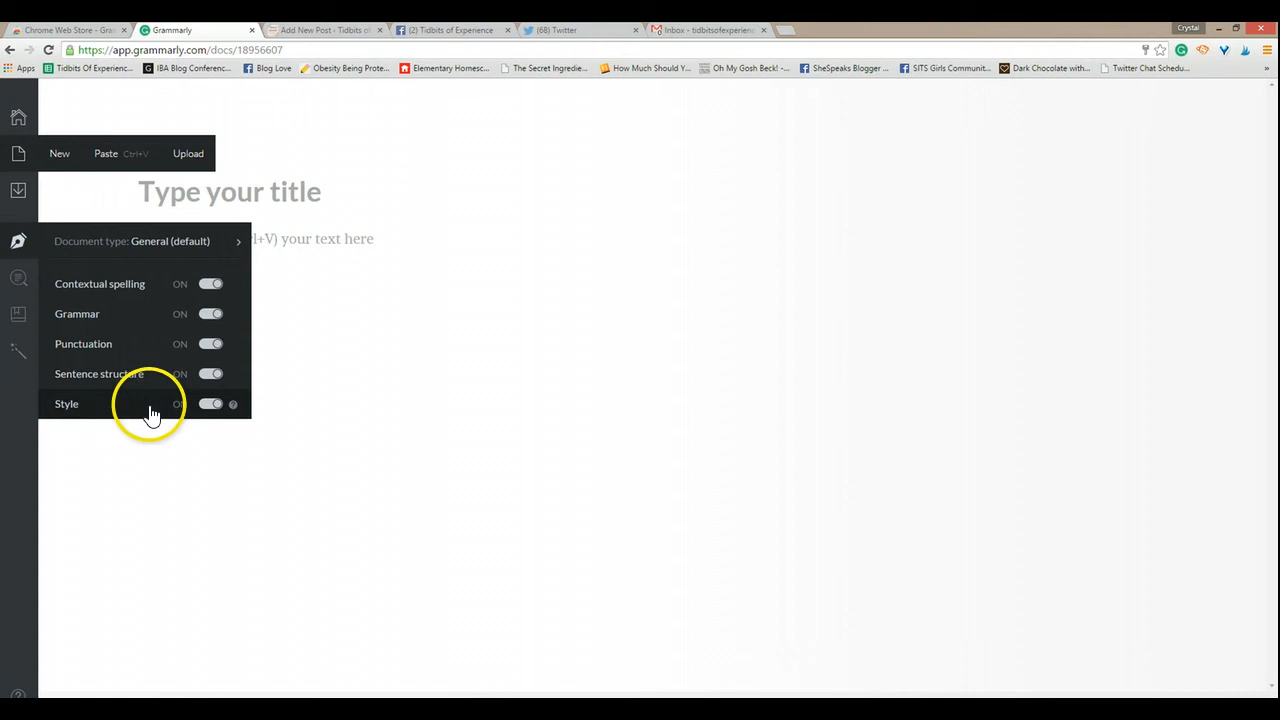 Chrome Web Store - Gra
Grammarly
Add New Post ‹ Tidbits of
(2) Tidbits of Experience
(68) Twitter
Inbox - tidbitsofexperien
Crystal
https://app.grammarly.com/docs/18956607
Apps
Tidbits Of Experienc...
IBA Blog Conferenc...
Blog Love
Obesity Being Prote...
Elementary Homesc...
The Secret Ingredie...
How Much Should Y...
Oh My Gosh Beck! -...
SheSpeaks Blogger ...
SITS Girls Communit...
Dark Chocolate with...
Twitter Chat Schedu...
»
New Paste Ctrl+V Upload
Type your title
Document type: General (default)
l+V) your text here
Contextual spelling ON
Grammar ON
Punctuation ON
Sentence structure ON
Style ON